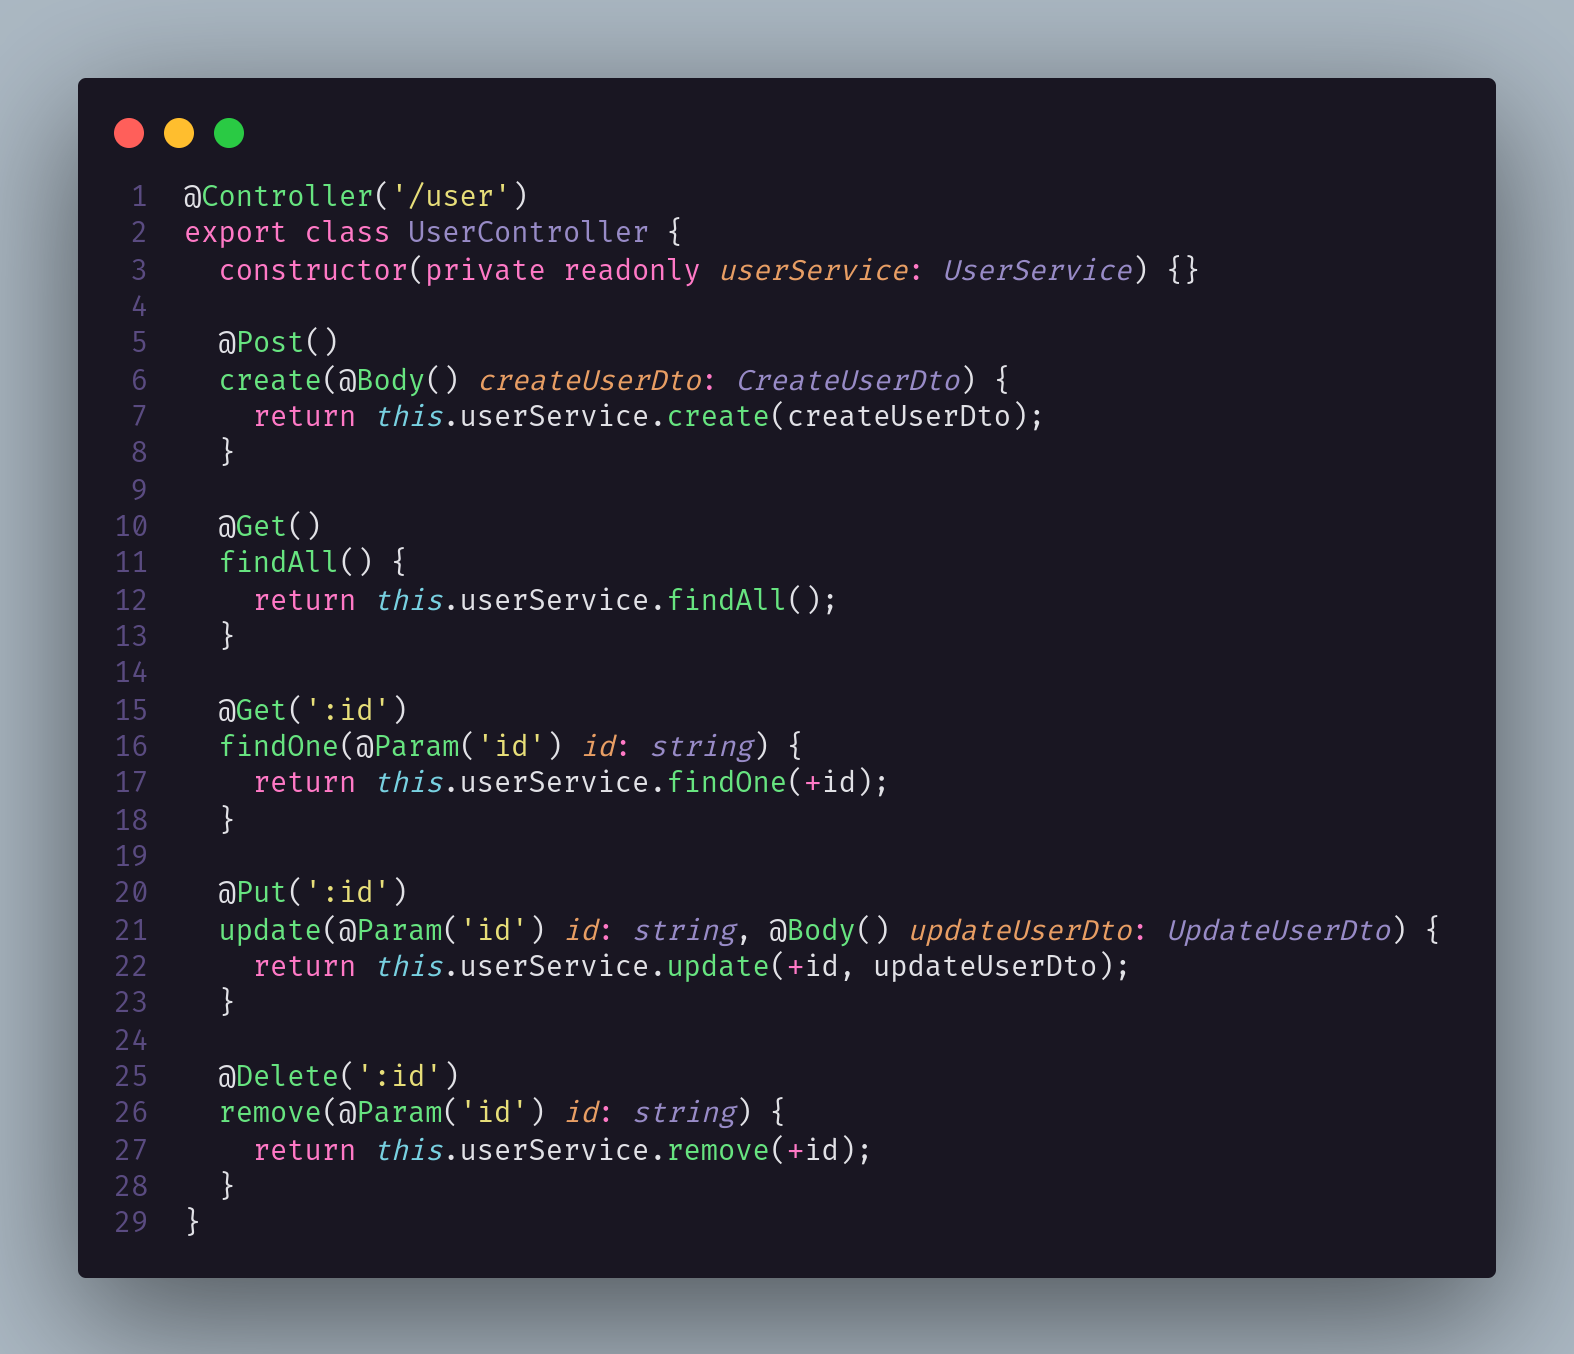 1 @Controller('/user')
2 export class UserController {
3   constructor(private readonly userService: UserService) {}
4
5   @Post()
6   create(@Body() createUserDto: CreateUserDto) {
7     return this.userService.create(createUserDto);
8   }
9
10   @Get()
11   findAll() {
12     return this.userService.findAll();
13   }
14
15   @Get(':id')
16   findOne(@Param('id') id: string) {
17     return this.userService.findOne(+id);
18   }
19
20   @Put(':id')
21   update(@Param('id') id: string, @Body() updateUserDto: UpdateUserDto) {
22     return this.userService.update(+id, updateUserDto);
23   }
24
25   @Delete(':id')
26   remove(@Param('id') id: string) {
27     return this.userService.remove(+id);
28   }
29 }